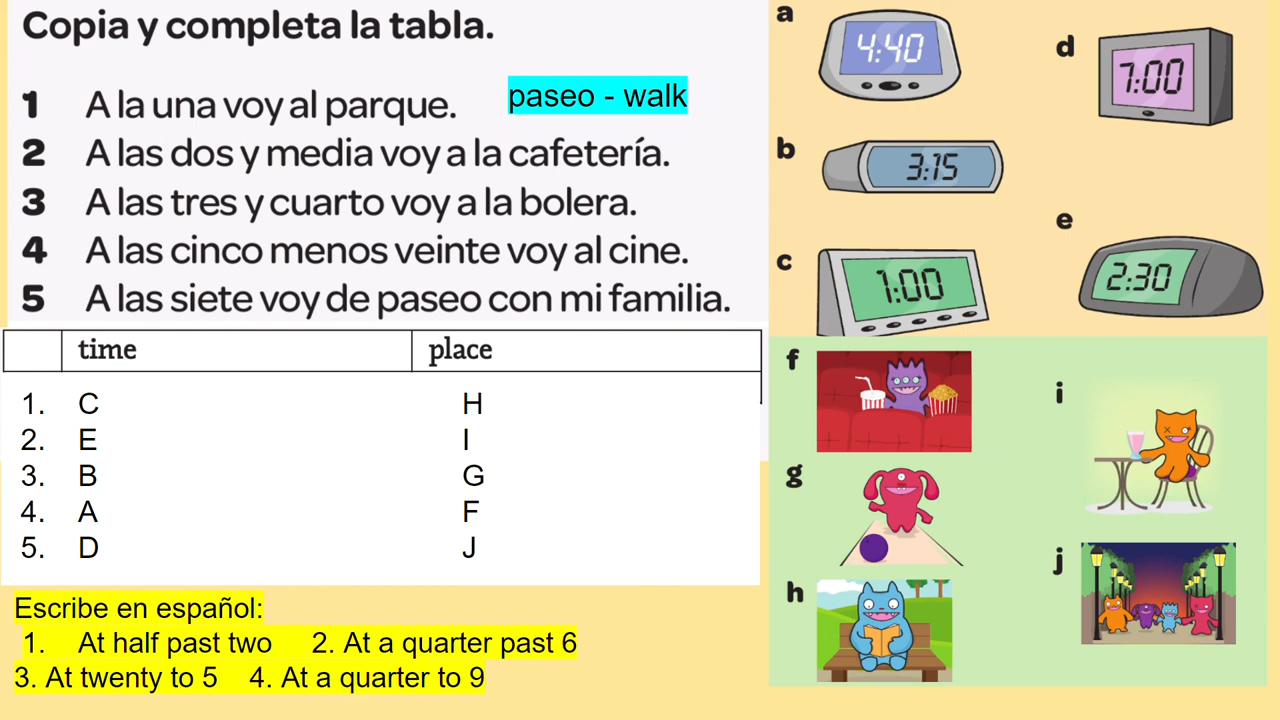 Copia y completa la tabla.
1 A la una voy al parque.
paseo - walk
2 A las dos y media voy a la cafetería.
3 A las tres y cuarto voy a la bolera.
4 A las cinco menos veinte voy al cine.
5 A las siete voy de paseo con mi familia.
time place
1. C H
2. E I
3. B G
4. A F
5. D J
Escribe en español:
1. At half past two 2. At a quarter past 6
3. At twenty to 5 4. At a quarter to 9
a
4:40
b
3:15
c
1:00
d
7:00
e
2:30
f
g
h
i
j